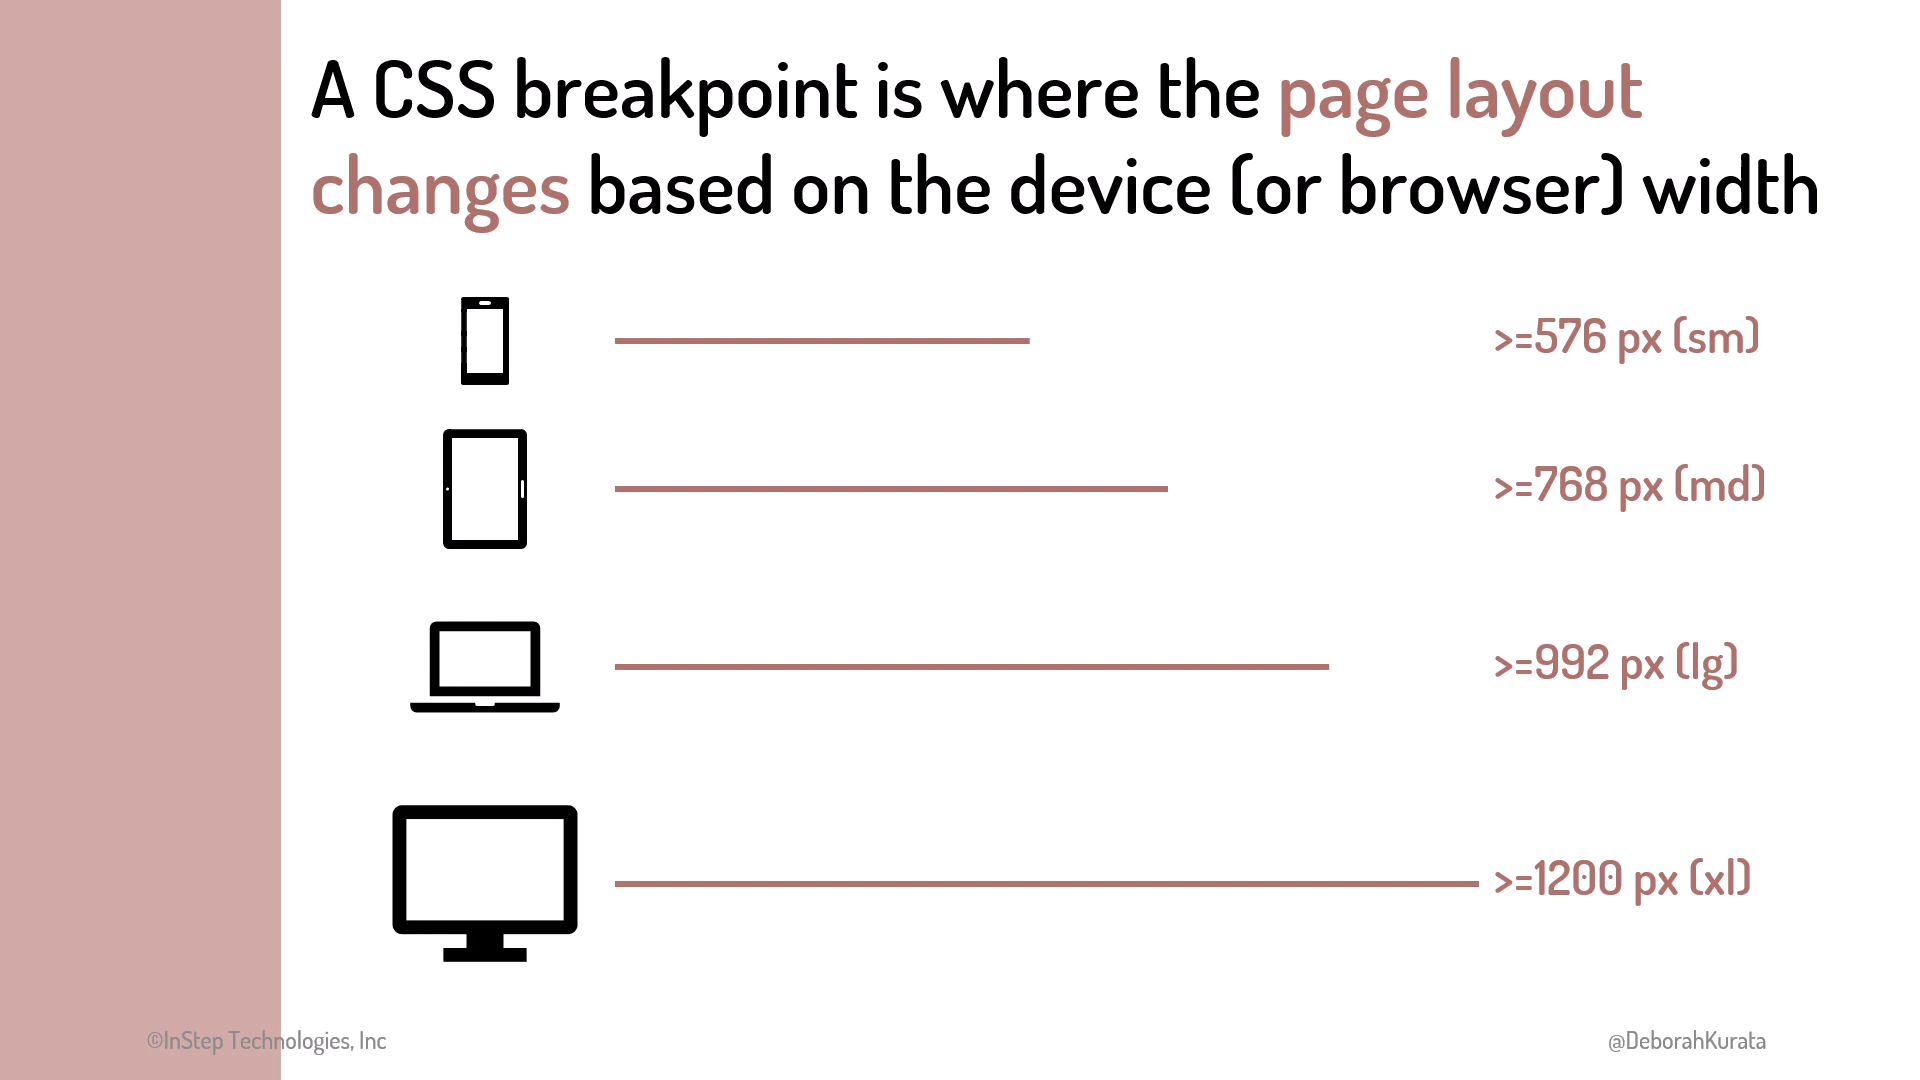 A CSS breakpoint is where the page layout
changes based on the device (or browser) width
>=576 px (sm)
>=768 px (md)
>=992 px (lg)
>=1200 px (xl)
©InStep Technologies, Inc
@DeborahKurata